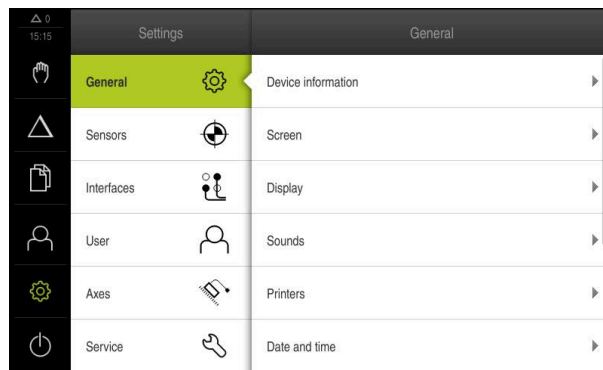 0
15:15
Settings
General
General
Sensors
Interfaces
User
Axes
Service
Device information
Screen
Display
Sounds
Printers
Date and time